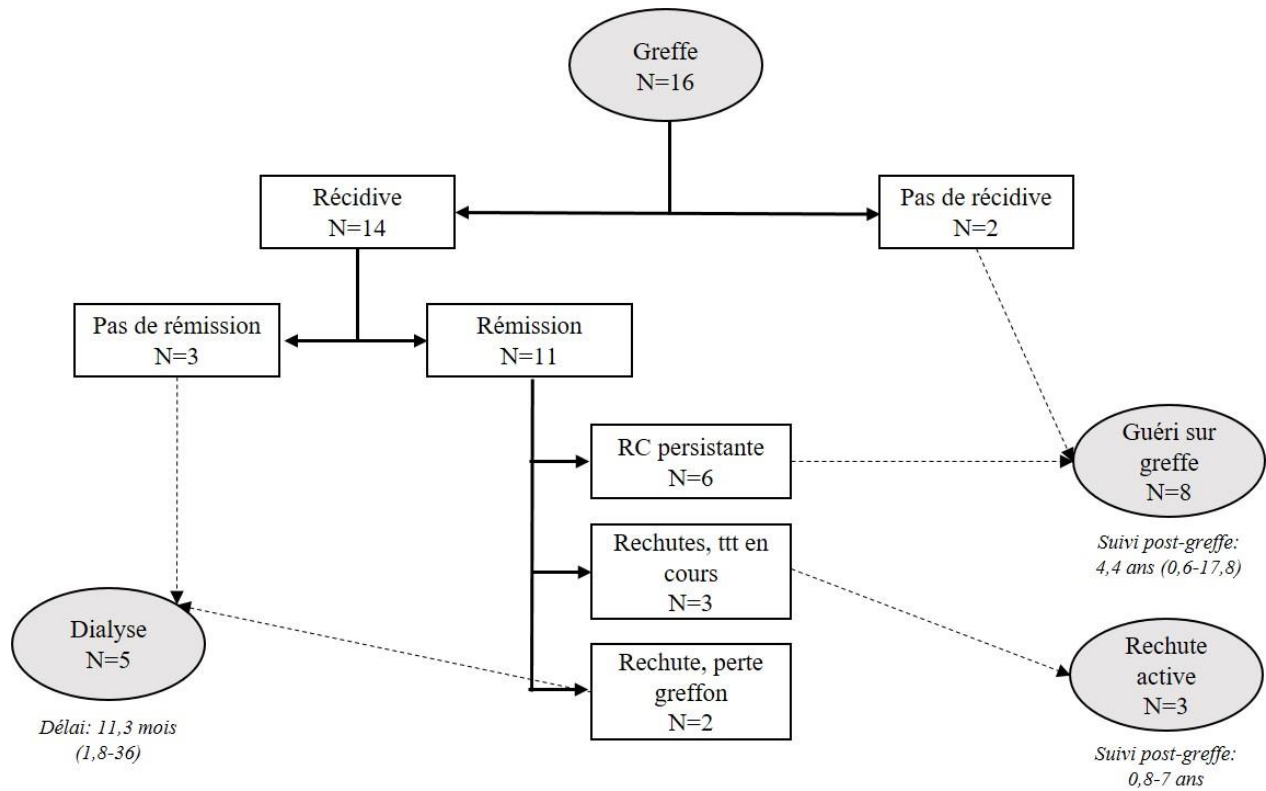 Greffe
N=16
Récidive
N=14
Pas de récidive
N=2
Pas de rémission
N=3
Rémission
N=11
RC persistante
N=6
Guéri sur
greffe
N=8
Suivi post-greffe:
4,4 ans (0,6-17,8)
Rechutes, ttt en
cours
N=3
Dialyse
N=5
Délai: 11,3 mois
(1,8-36)
Rechute, perte
greffon
N=2
Rechute
active
N=3
Suivi post-greffe:
0,8-7 ans